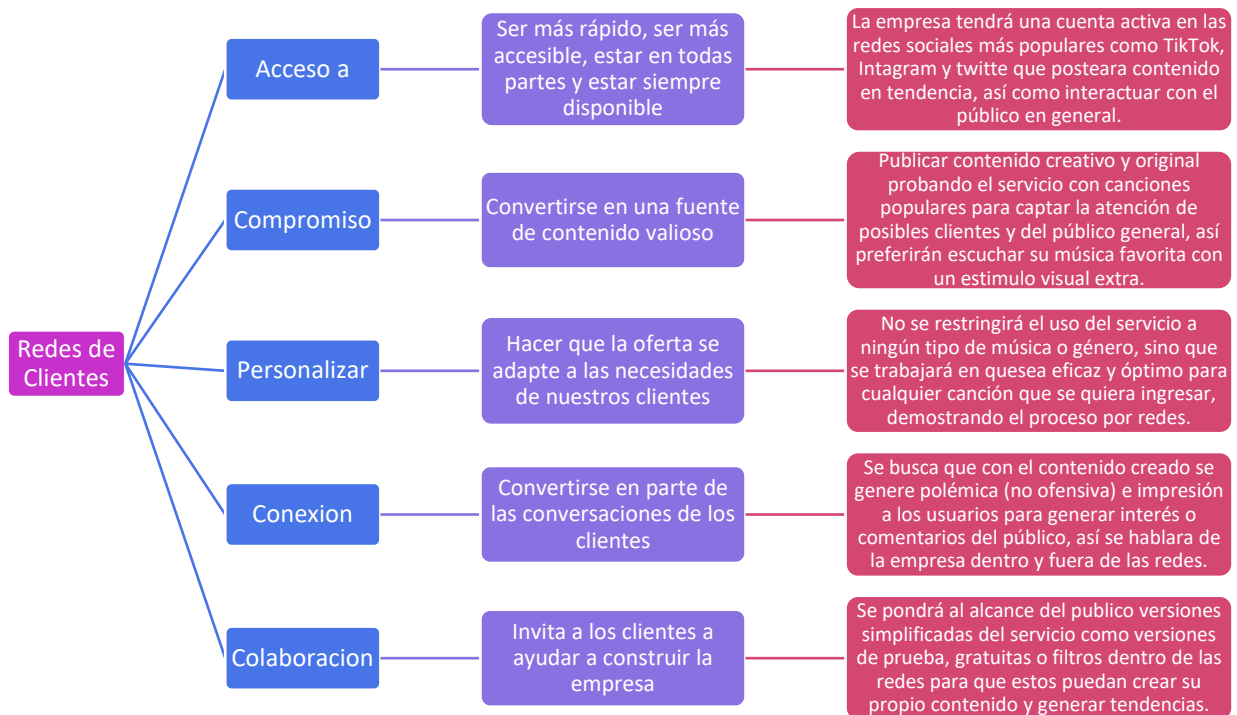 Redes de
Clientes
Acceso a
Ser más rápido, ser más
accesible, estar en todas
partes y estar siempre
disponible
La empresa tendrá una cuenta activa en las
redes sociales más populares como TikTok,
Intagram y twitte que posteara contenido
en tendencia, así como interactuar con el
público en general.
Compromiso
Convertirse en una fuente
de contenido valioso
Publicar contenido creativo y original
probando el servicio con canciones
populares para captar la atención de
posibles clientes y del público general, así
preferirán escuchar su música favorita con
un estimulo visual extra.
Personalizar
Hacer que la oferta se
adapte a las necesidades
de nuestros clientes
No se restringirá el uso del servicio a
ningún tipo de música o género, sino que
se trabajará en quesea eficaz y óptimo para
cualquier canción que se quiera ingresar,
demostrando el proceso por redes.
Conexion
Convertirse en parte de
las conversaciones de los
clientes
Se busca que con el contenido creado se
genere polémica (no ofensiva) e impresión
a los usuarios para generar interés o
comentarios del público, así se hablara de
la empresa dentro y fuera de las redes.
Colaboracion
Invita a los clientes a
ayudar a construir la
empresa
Se pondrá al alcance del publico versiones
simplificadas del servicio como versiones
de prueba, gratuitas o filtros dentro de las
redes para que estos puedan crear su
propio contenido y generar tendencias.